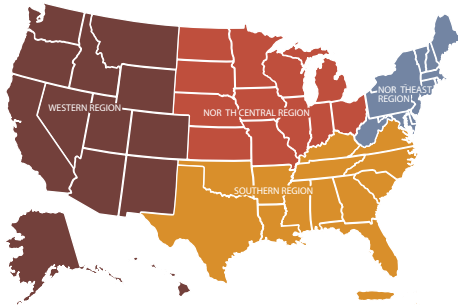 WESTERN REGION
NOR TH CENTRAL REGION
NOR THEAST
REGION
SOUTHERN REGION